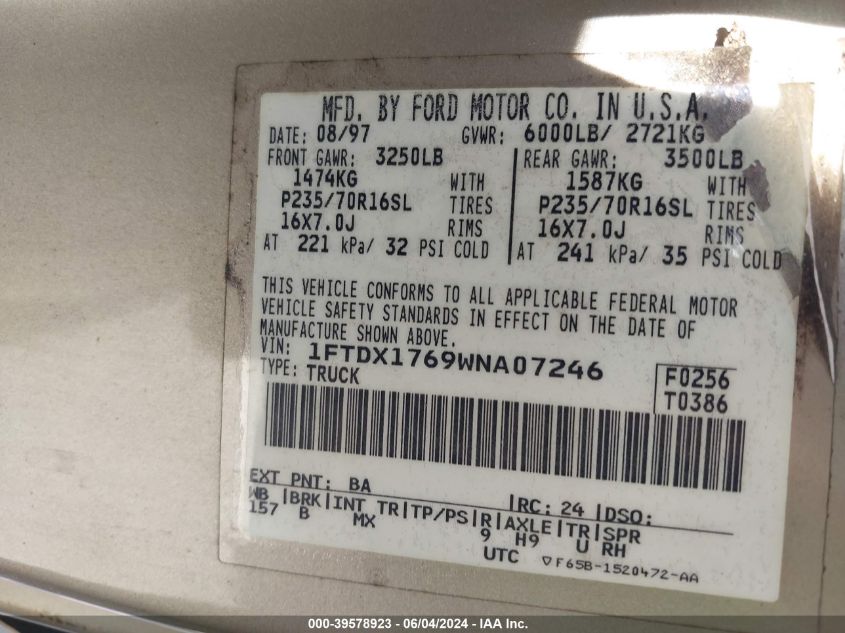 MFD. BY FORD MOTOR CO. IN U.S.A.
DATE: 08/97 GVWR: 6000LB/ 2721KG
FRONT GAWR: 3250LB REAR GAWR: 3500LB
1474KG WITH 1587KG WITH
P235/70R16SL TIRES P235/70R16SL TIRES
16X7.0J RIMS 16X7.0J RIMS
AT 221 kPa/ 32 PSI COLD AT 241 kPa/ 35 PSI COLD
THIS VEHICLE CONFORMS TO ALL APPLICABLE FEDERAL MOTOR
VEHICLE SAFETY STANDARDS IN EFFECT ON THE DATE OF
MANUFACTURE SHOWN ABOVE.
VIN: 1FTDX1769WNA07246 F0256
TYPE: TRUCK T0386
EXT PNT: BA RC: 24 DSO:
WB |BRK|INT TR|TP/PS|R|AXLE|TR|SPR
157 B MX 9 H9 U RH
UTC ▽F65B-1520472-AA
000-39578923 - 06/04/2024 - IAAI.com